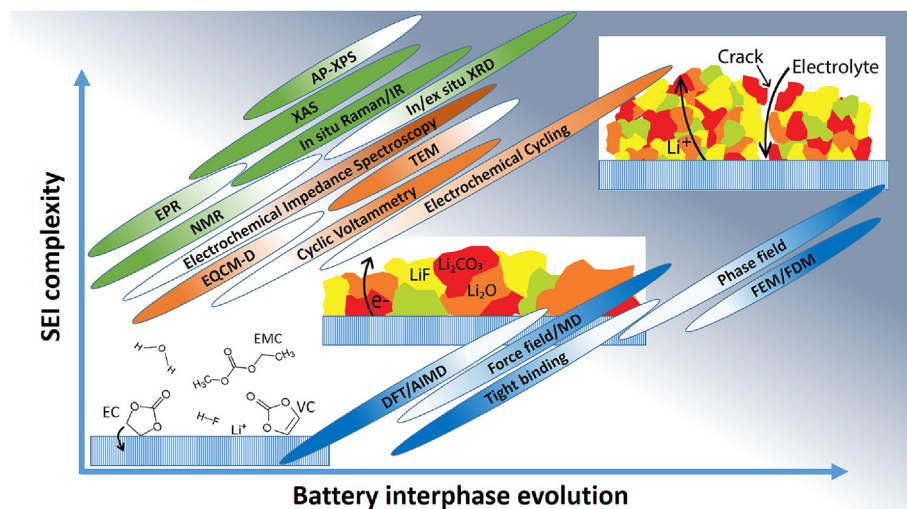 AP-XPS
XAS
In situ Raman/IR
In/ex situ XRD
EPR
NMR
Electrochemical Impedance Spectroscopy
TEM
EQCM-D
Cyclic Voltammetry
Electrochemical Cycling
Crack
Electrolyte
Li⁺
SEI complexity
LiF
Li₂CO₃
Li₂O
e-
Phase field
FEM/FDM
DFT/AIMD
Force field/MD
Tight binding
H
O
H
EMC
O
CH₃
H₃C
O
O
EC
O
O
O
H
F
Li⁺
VC
O
O
O
Battery interphase evolution